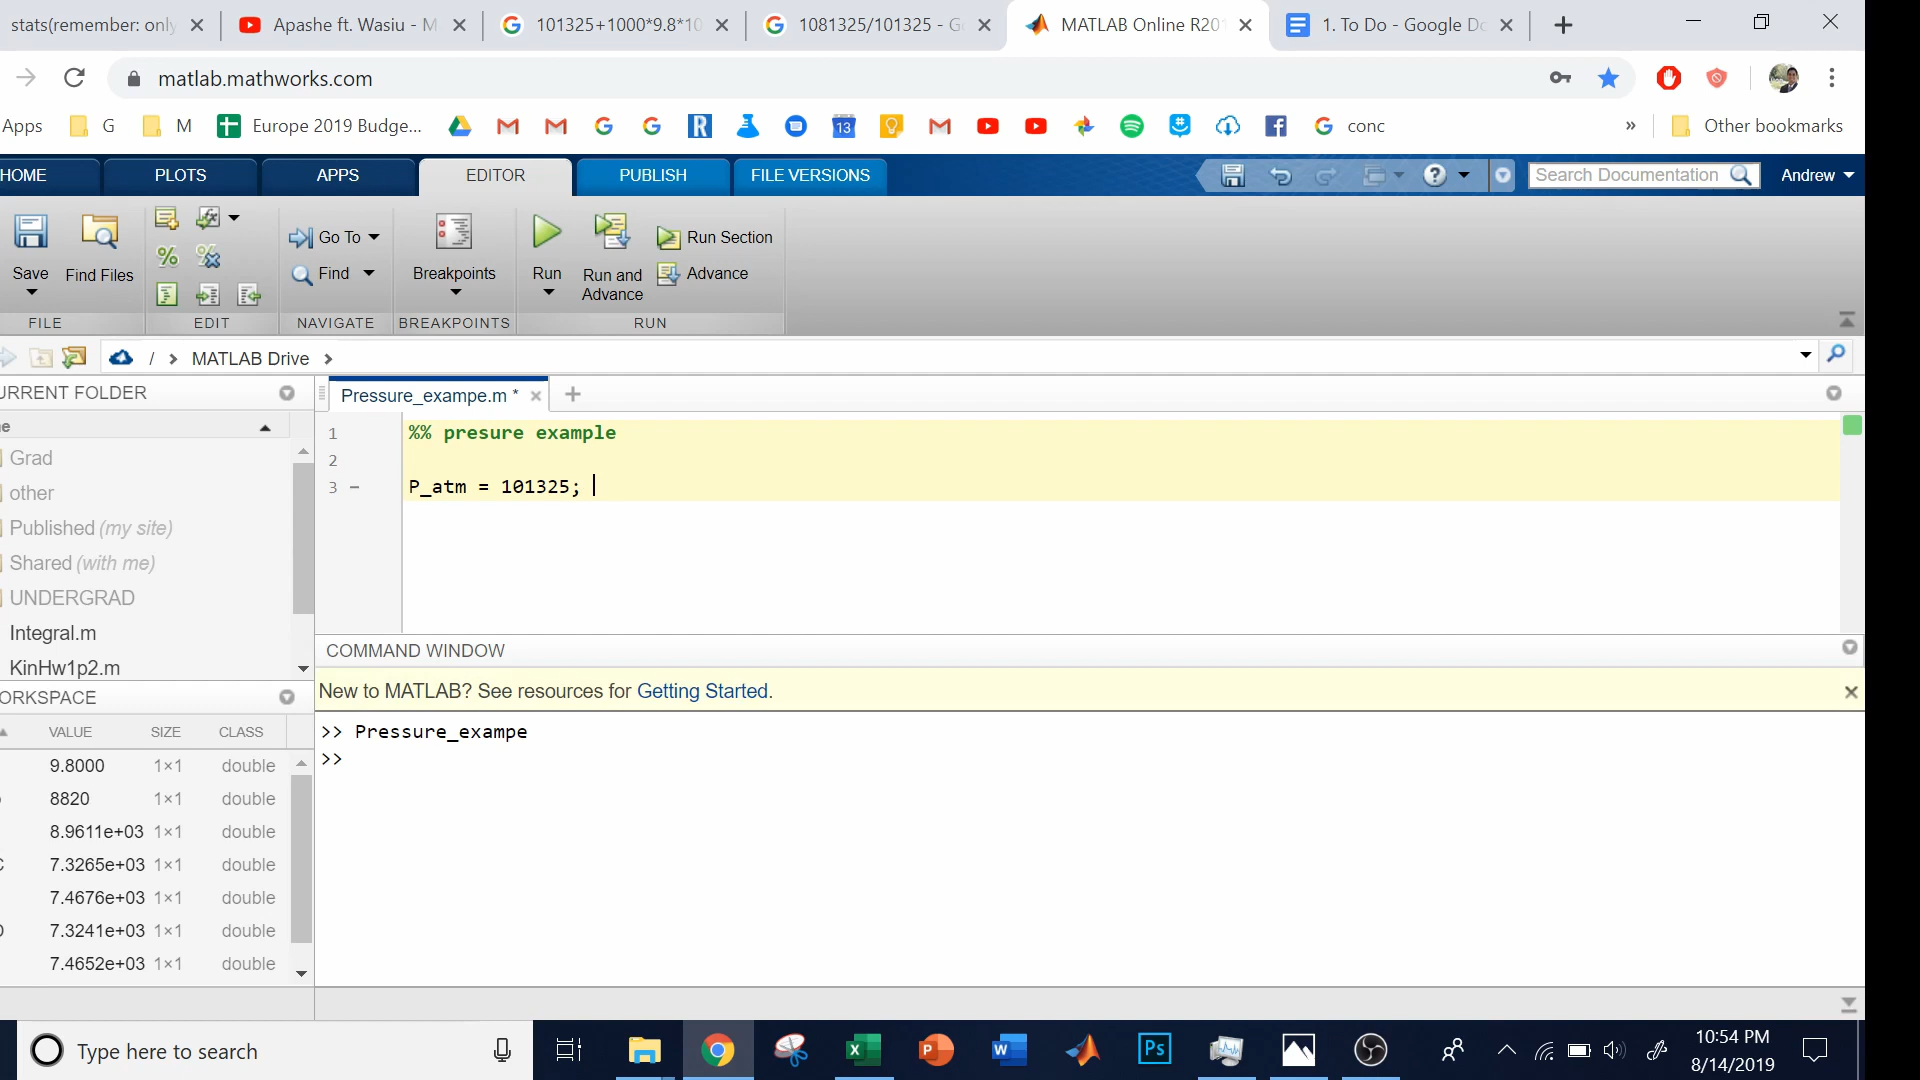 stats(remember: only
Apashe ft. Wasiu - M
101325+1000*9.8*10
1081325/101325 - G
MATLAB Online R201
1. To Do - Google Do
matlab.mathworks.com
Apps
G
M
Europe 2019 Budge...
13
conc
»
Other bookmarks
HOME
PLOTS
APPS
EDITOR
PUBLISH
FILE VERSIONS
Search Documentation
Andrew
Save
Find Files
Go To
Find
Breakpoints
Run
Run and Advance
Run Section
Advance
FILE
EDIT
NAVIGATE
BREAKPOINTS
RUN
/ > MATLAB Drive >
URRENT FOLDER
e
Grad
other
Published (my site)
Shared (with me)
UNDERGRAD
Integral.m
KinHw1p2.m
Pressure_exampe.m *
1 %% presure example
2
3 – P_atm = 101325;
COMMAND WINDOW
New to MATLAB? See resources for Getting Started.
>> Pressure_exampe
>>
ORKSPACE
VALUE SIZE CLASS
9.8000 1×1 double
8820 1×1 double
8.9611e+03 1×1 double
7.3265e+03 1×1 double
7.4676e+03 1×1 double
7.3241e+03 1×1 double
7.4652e+03 1×1 double
Type here to search
10:54 PM
8/14/2019